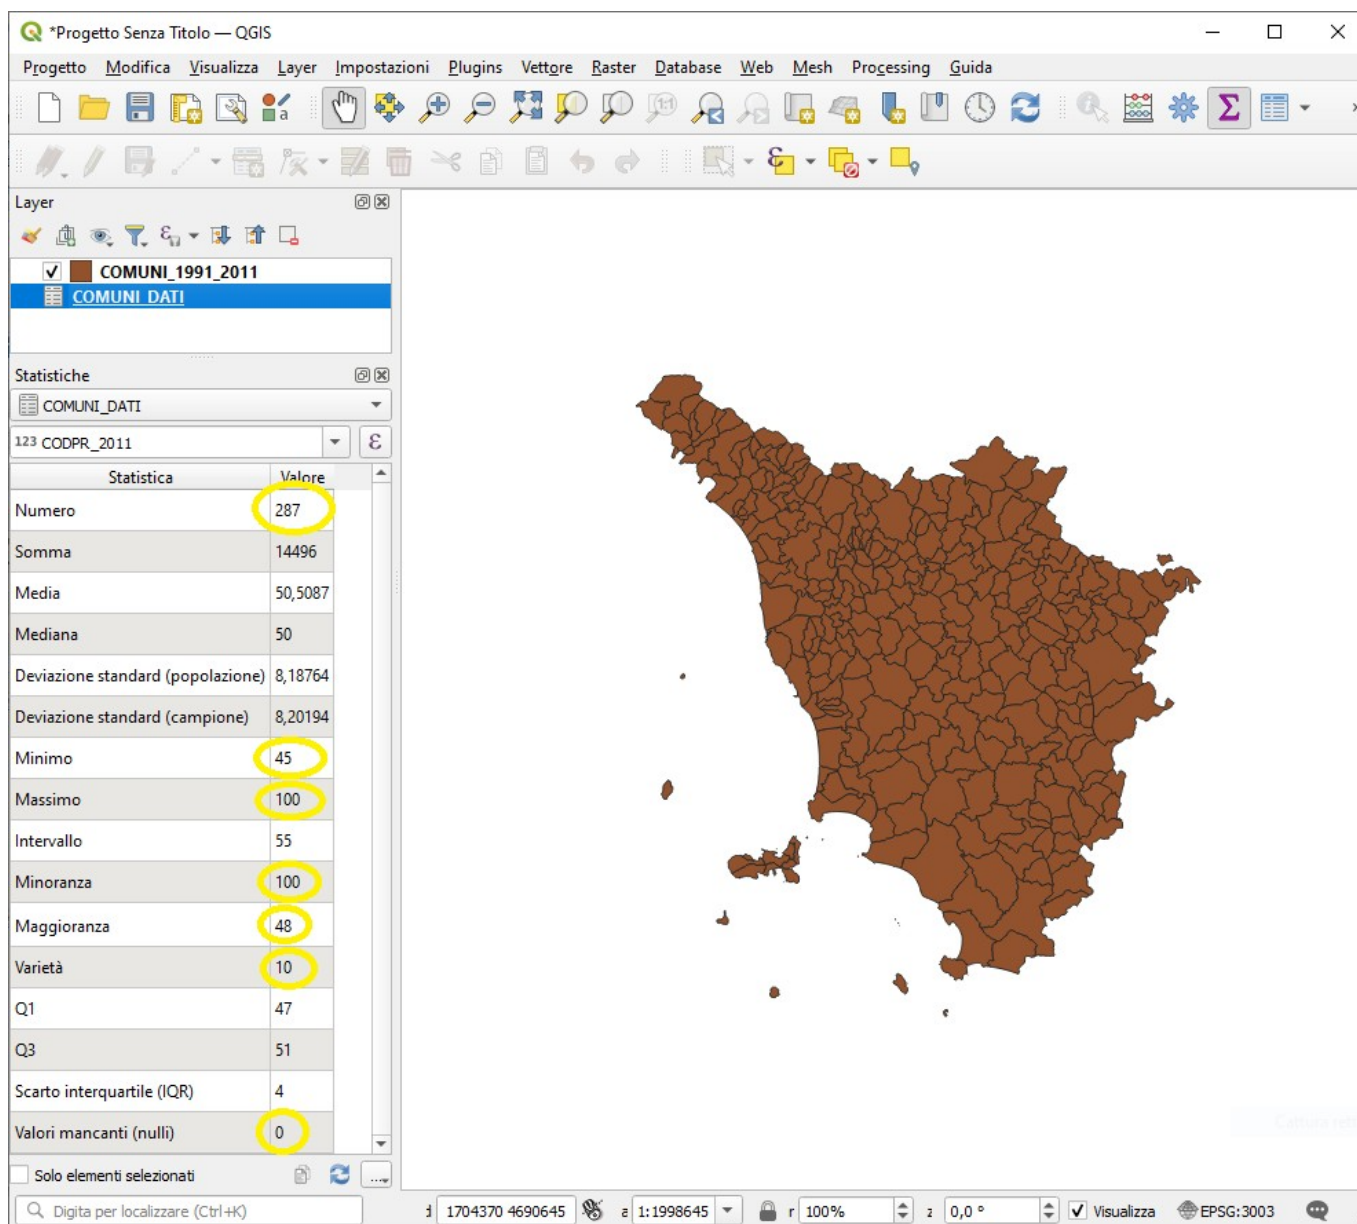 *Progetto Senza Titolo — QGIS
Progetto Modifica Visualizza Layer Impostazioni Plugins Vettore Raster Database Web Mesh Processing Guida
Layer
COMUNI_1991_2011
COMUNI_DATI
Statistiche
COMUNI_DATI
123 CODPR_2011
ε
Statistica Valore
Numero 287
Somma 14496
Media 50,5087
Mediana 50
Deviazione standard (popolazione) 8,18764
Deviazione standard (campione) 8,20194
Minimo 45
Massimo 100
Intervallo 55
Minoranza 100
Maggioranza 48
Varietà 10
Q1 47
Q3 51
Scarto interquartile (IQR) 4
Valori mancanti (nulli) 0
Solo elementi selezionati ...
Digita per localizzare (Ctrl+K) 1704370 4690645 a 1:1998645 r 100% z 0,0 ° Visualizza EPSG:3003